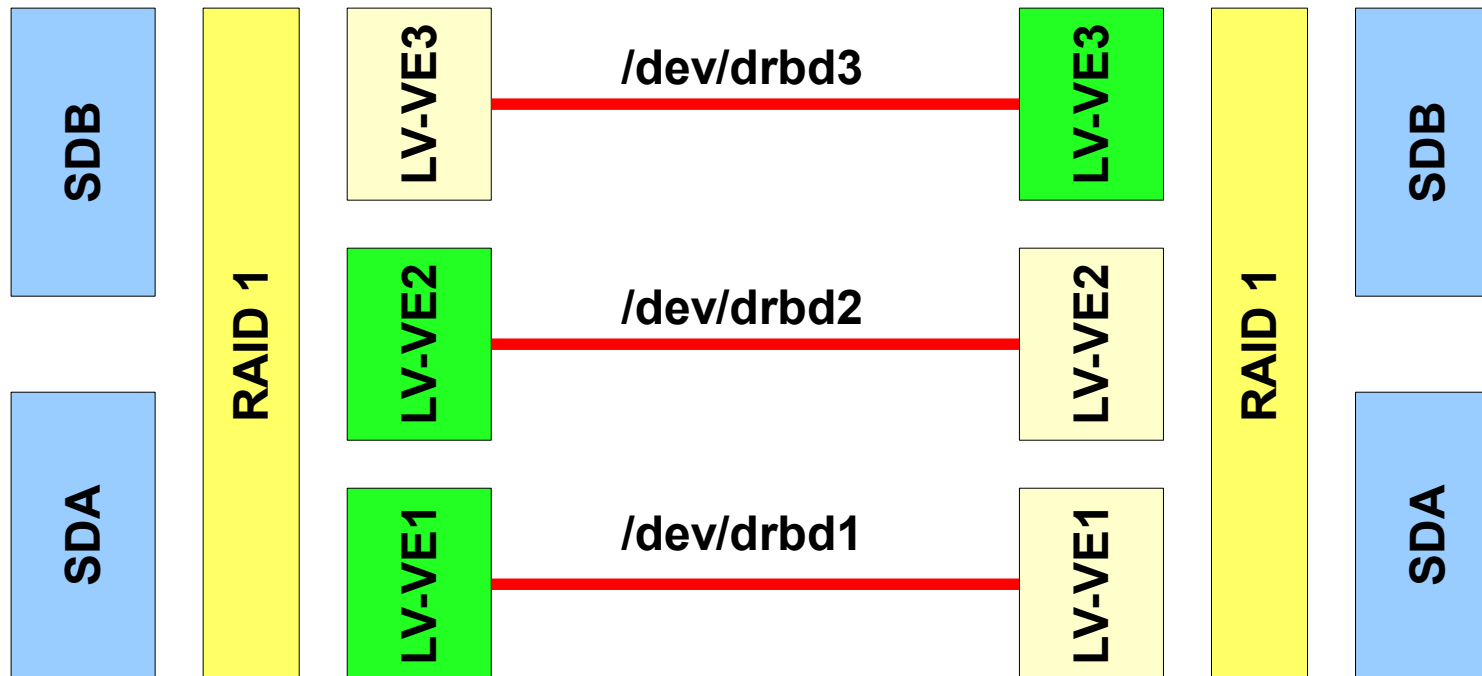 SDB
RAID 1
LV-VE3
/dev/drbd3
LV-VE3
RAID 1
SDB
LV-VE2
/dev/drbd2
LV-VE2
SDA
LV-VE1
/dev/drbd1
LV-VE1
SDA